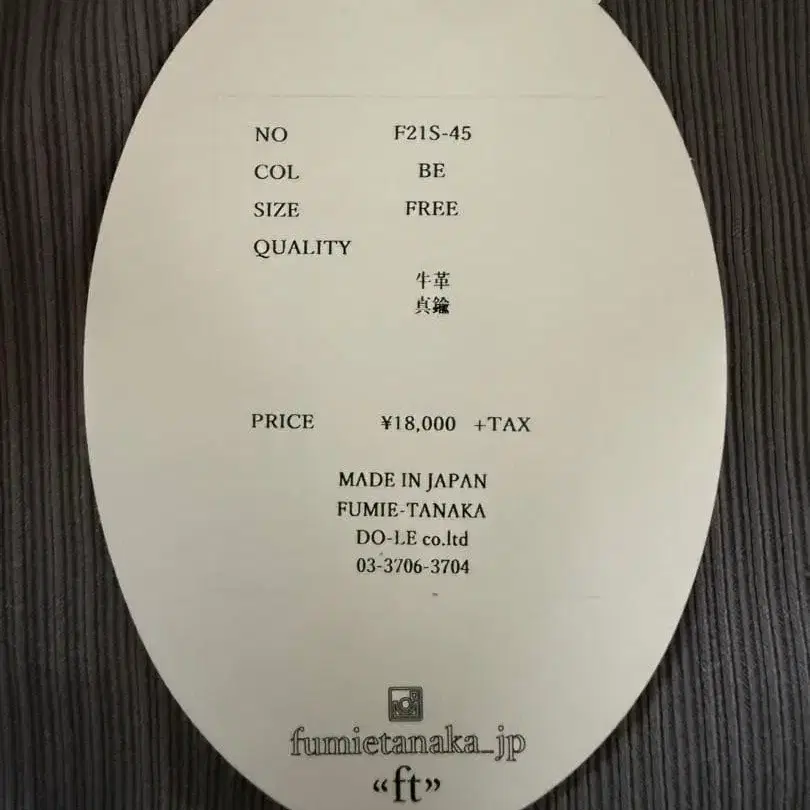 NO F21S-45
COL BE
SIZE FREE
QUALITY
牛革
真鍮
PRICE ¥18,000 +TAX
MADE IN JAPAN
FUMIE-TANAKA
DO-LE co.ltd
03-3706-3704
fumietanaka_jp
“ft”